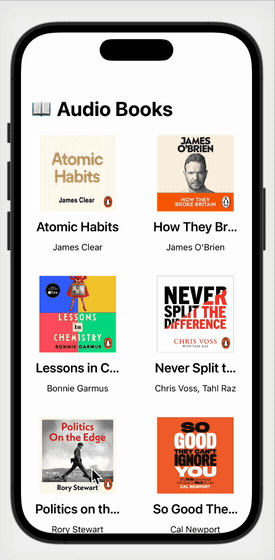 📖 Audio Books
Atomic
Habits
James Clear
Atomic Habits
James Clear
JAMES
O'BRIEN
HOW THEY
BROKE BRITAIN
How They Br...
James O'Brien
LESSONS
In
CHEMISTRY
BONNIE GARMUS
Lessons in C...
Bonnie Garmus
NEVER
SPLIT THE
DIFFERENCE
CHRIS VOSS
WITH TAHL RAZ
Never Split t...
Chris Voss, Tahl Raz
Politics
On the Edge
Rory Stewart
Politics on th...
Rory Stewart
SO
GOOD
THEY CAN'T
IGNORE
YOU
CAL NEWPORT
So Good The...
Cal Newport